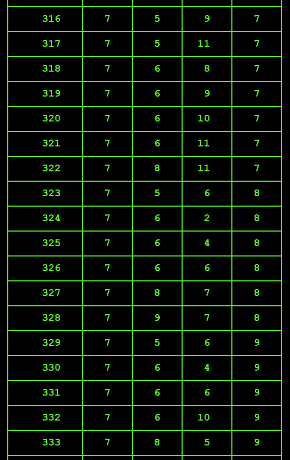 316 7 5 9 7
317 7 5 11 7
318 7 6 8 7
319 7 6 9 7
320 7 6 10 7
321 7 6 11 7
322 7 8 11 7
323 7 5 6 8
324 7 6 2 8
325 7 6 4 8
326 7 6 6 8
327 7 8 7 8
328 7 9 7 8
329 7 5 6 9
330 7 6 4 9
331 7 6 6 9
332 7 6 10 9
333 7 8 5 9